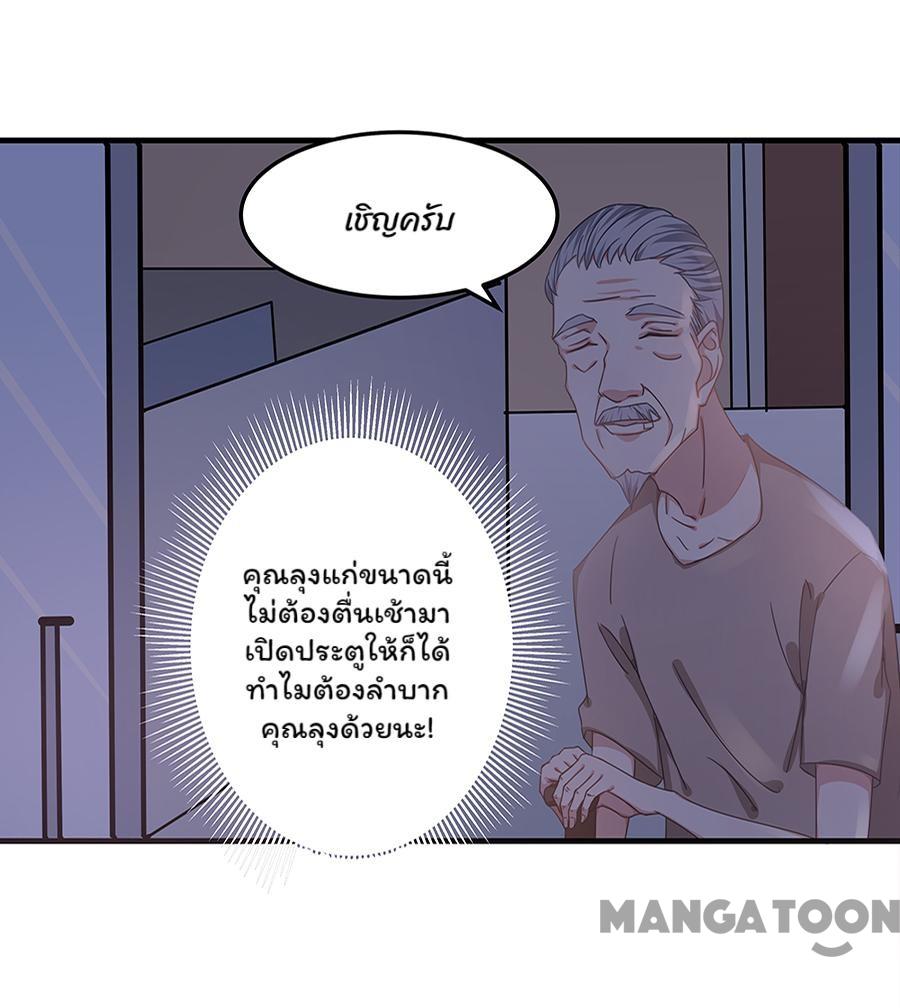 เชิญครับ
คุณลุงแก่ขนาดนี้
ไม่ต้องตื่นเช้ามา
เปิดประตูให้ก็ได้
ทำไมต้องลำบาก
คุณลุงด้วยนะ!
MANGATOON